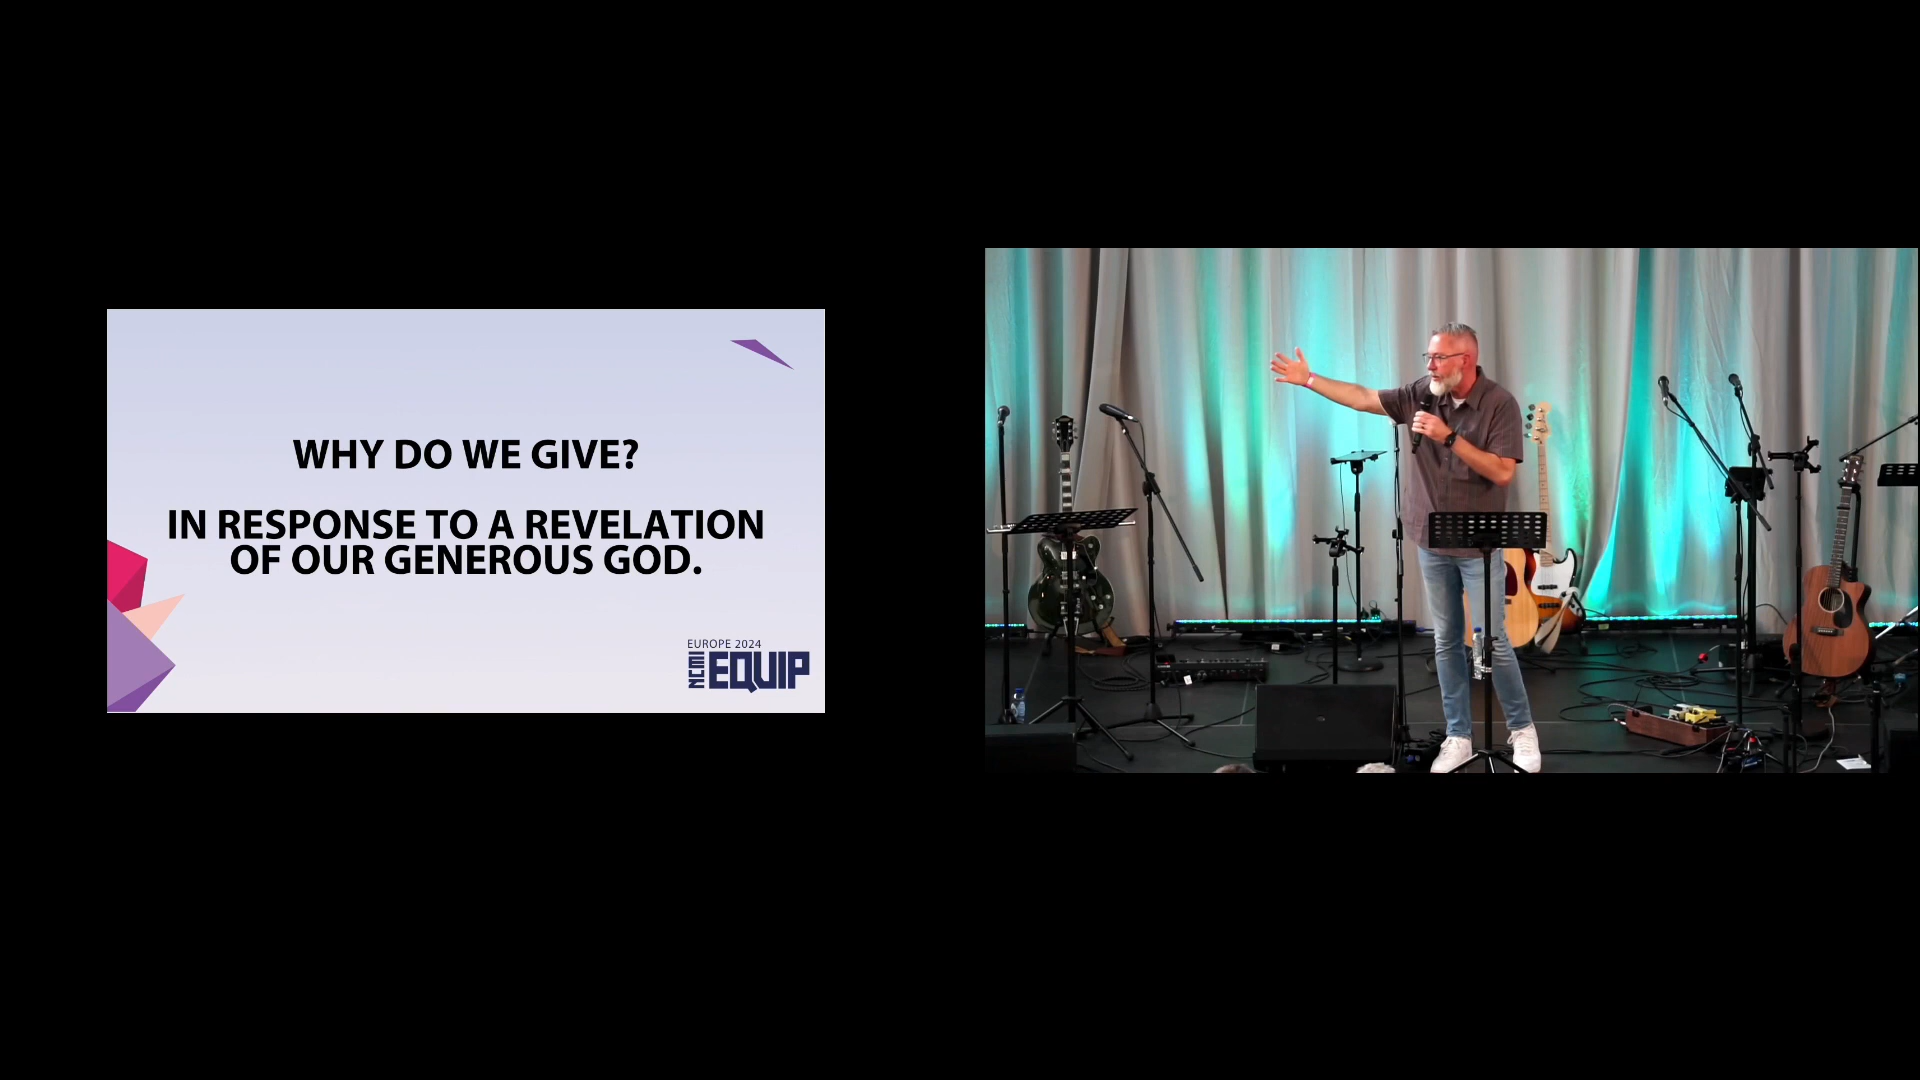 WHY DO WE GIVE?
IN RESPONSE TO A REVELATION
OF OUR GENEROUS GOD.
EUROPE 2024
NCMI EQUIP